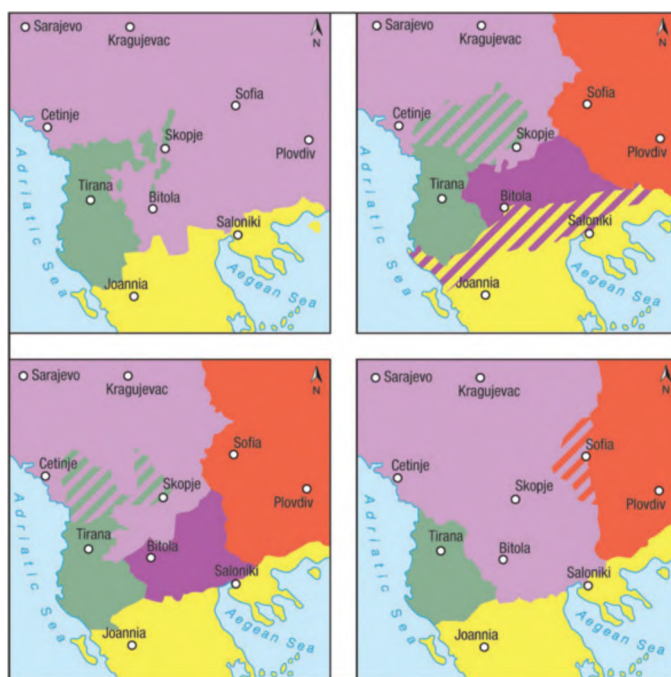 Sarajevo
Kragujevac
N
Cetinje
Sofia
Skopje
Plovdiv
Tirana
Bitola
Saloniki
Joannia
Adriatic Sea
Aegean Sea
Sarajevo
Kragujevac
N
Cetinje
Sofia
Skopje
Plovdiv
Tirana
Bitola
Saloniki
Joannia
Adriatic Sea
Aegean Sea
Sarajevo
Kragujevac
N
Cetinje
Sofia
Skopje
Plovdiv
Tirana
Bitola
Saloniki
Joannia
Adriatic Sea
Aegean Sea
Sarajevo
Kragujevac
N
Cetinje
Sofia
Skopje
Plovdiv
Tirana
Bitola
Saloniki
Joannia
Adriatic Sea
Aegean Sea